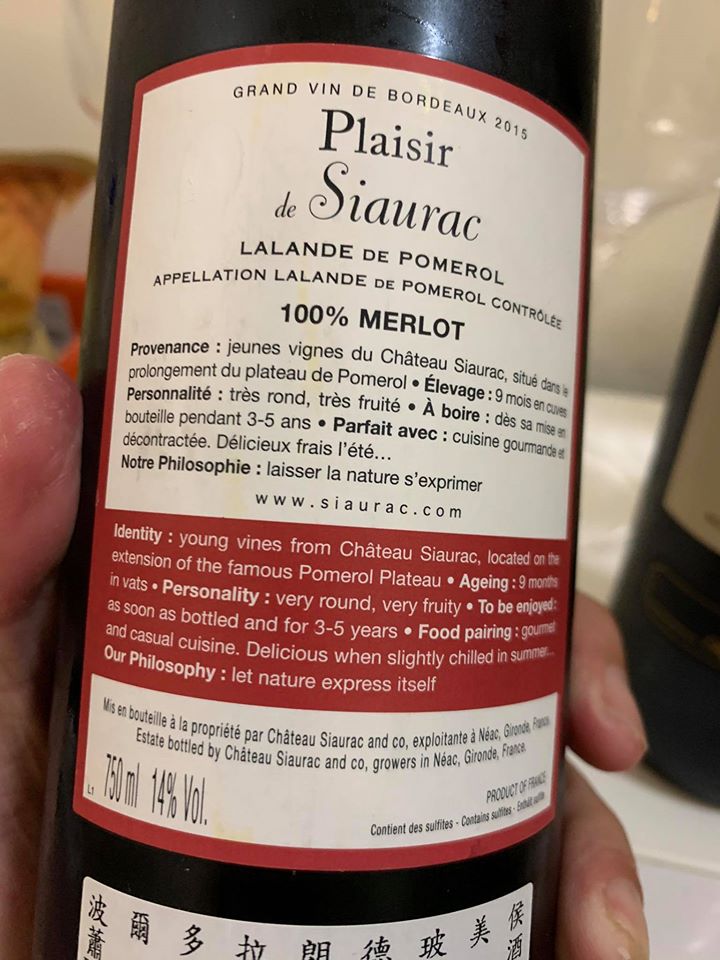 GRAND VIN DE BORDEAUX 2015
Plaisir
de Siaurac
LALANDE DE POMEROL
APPELLATION LALANDE DE POMEROL CONTRÔLÉE
100% MERLOT
Provenance : jeunes vignes du Château Siaurac, situé dans le
prolongement du plateau de Pomerol • Élevage : 9 mois en cuves
Personnalité : très rond, très fruité • À boire : dès sa mise en
bouteille pendant 3-5 ans • Parfait avec : cuisine gourmande et
décontractée. Délicieux frais l'été...
Notre Philosophie : laisser la nature s'exprimer
www.siaurac.com
Identity : young vines from Château Siaurac, located on the
extension of the famous Pomerol Plateau • Ageing : 9 months
in vats • Personality : very round, very fruity • To be enjoyed :
as soon as bottled and for 3-5 years • Food pairing : gourmet
and casual cuisine. Delicious when slightly chilled in summer...
Our Philosophy : let nature express itself
Mis en bouteille à la propriété par Château Siaurac and co, exploitante à Néac, Gironde, France.
Estate bottled by Château Siaurac and co, growers in Néac, Gironde, France.
L1 750 ml 14% Vol.
PRODUCT OF FRANCE
Contient des sulfites - Contains sulfites - Enthält sulfite
波爾多拉朗德玻美侯
蕭 酒